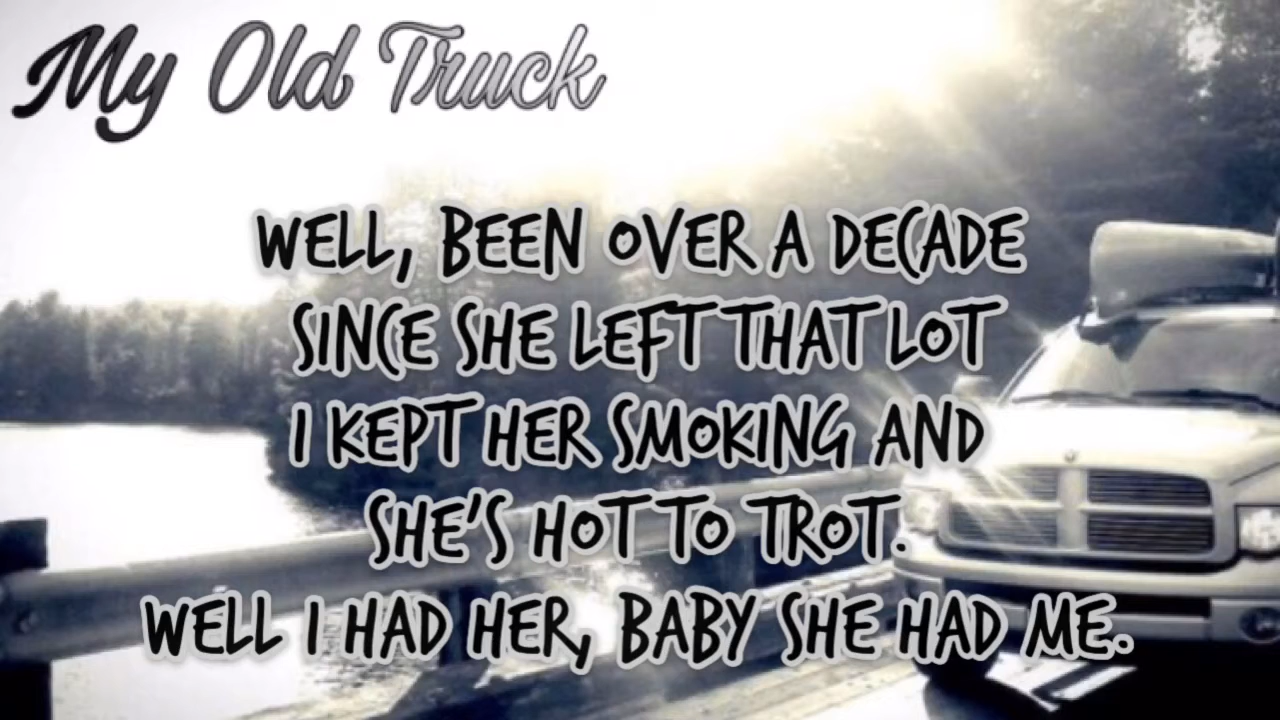 My Old Truck
WELL, BEEN OVER A DECADE
SINCE SHE LEFT THAT LOT
I KEPT HER SMOKING AND
SHE'S HOT TO TROT.
WELL I HAD HER, BABY SHE HAD ME.